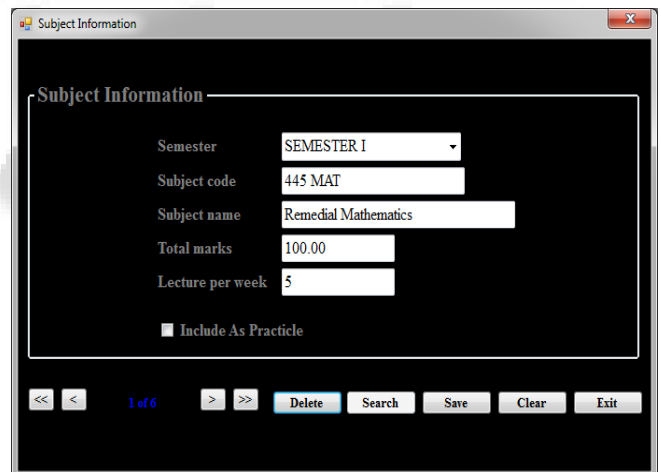 Subject Information
X
Subject Information
Semester SEMESTER I
Subject code 445 MAT
Subject name Remedial Mathematics
Total marks 100.00
Lecture per week 5
Include As Practicle
<< < 1 of 6 > >> Delete Search Save Clear Exit